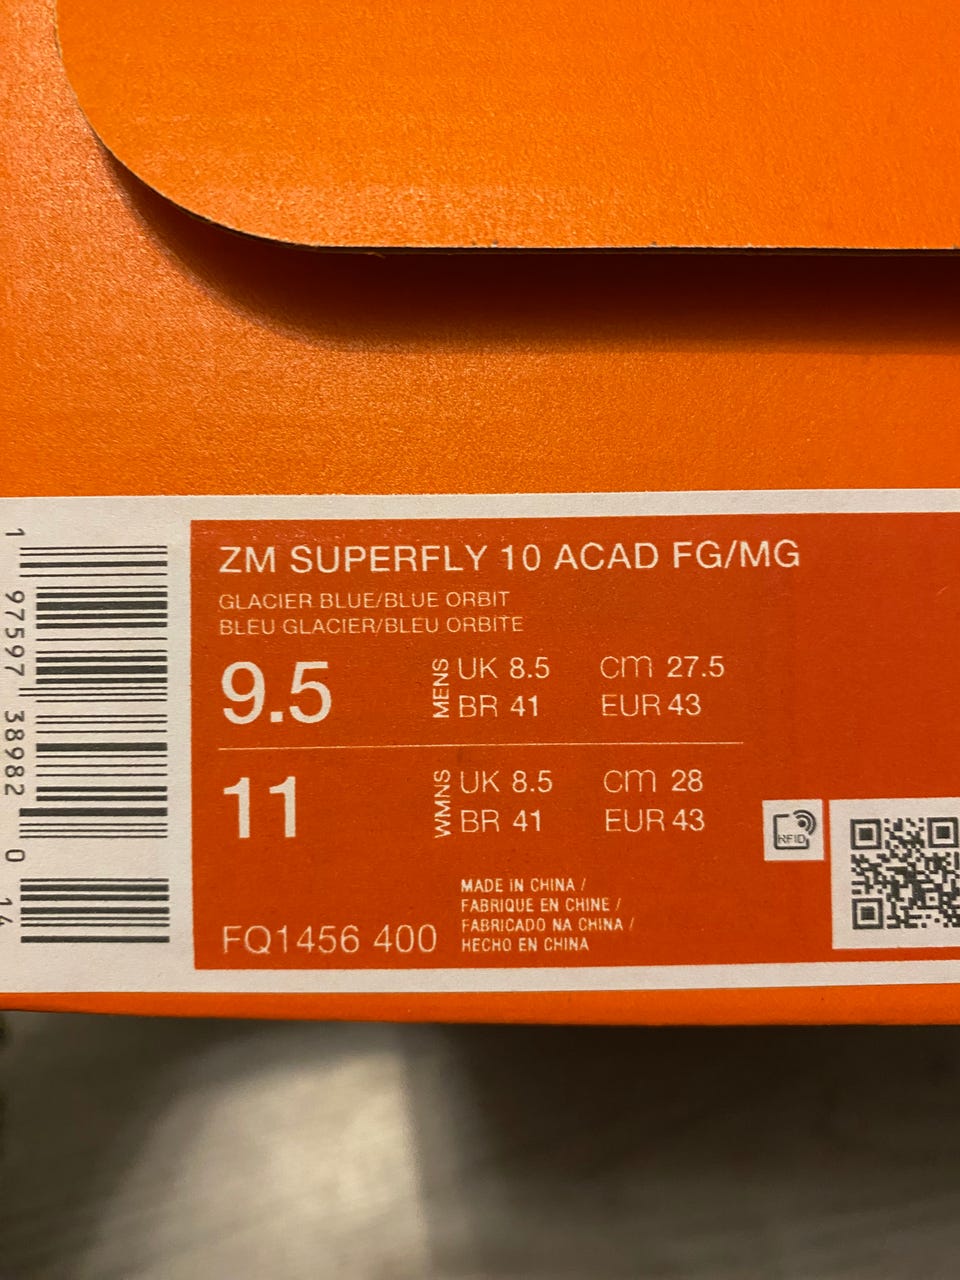 ZM SUPERFLY 10 ACAD FG/MG
GLACIER BLUE/BLUE ORBIT
BLEU GLACIER/BLEU ORBITE
9.5 MENS UK 8.5 cm 27.5
BR 41 EUR 43
11 WMNS UK 8.5 cm 28
BR 41 EUR 43
RFID
MADE IN CHINA /
FABRIQUE EN CHINE /
FABRICADO NA CHINA /
HECHO EN CHINA
FQ1456 400
1 97597 38982 0 14